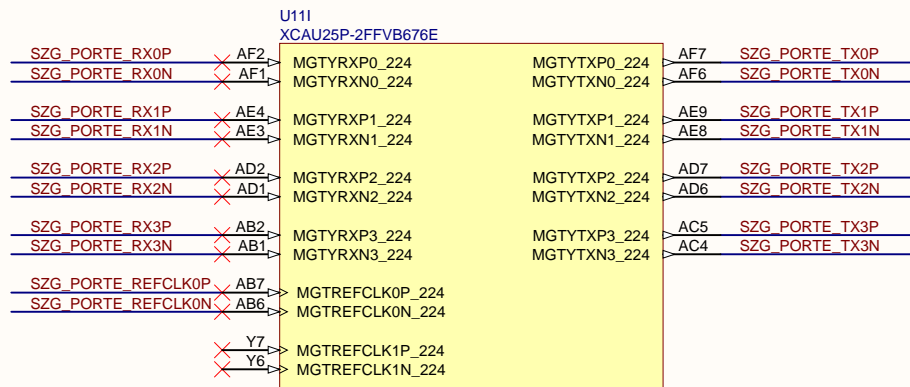 U11I
XCAU25P-2FFVB676E
SZG_PORTE_RX0P AF2 MGTYRXP0_224 MGTYTXP0_224 AF7 SZG_PORTE_TX0P
SZG_PORTE_RX0N AF1 MGTYRXN0_224 MGTYTXN0_224 AF6 SZG_PORTE_TX0N
SZG_PORTE_RX1P AE4 MGTYRXP1_224 MGTYTXP1_224 AE9 SZG_PORTE_TX1P
SZG_PORTE_RX1N AE3 MGTYRXN1_224 MGTYTXN1_224 AE8 SZG_PORTE_TX1N
SZG_PORTE_RX2P AD2 MGTYRXP2_224 MGTYTXP2_224 AD7 SZG_PORTE_TX2P
SZG_PORTE_RX2N AD1 MGTYRXN2_224 MGTYTXN2_224 AD6 SZG_PORTE_TX2N
SZG_PORTE_RX3P AB2 MGTYRXP3_224 MGTYTXP3_224 AC5 SZG_PORTE_TX3P
SZG_PORTE_RX3N AB1 MGTYRXN3_224 MGTYTXN3_224 AC4 SZG_PORTE_TX3N
SZG_PORTE_REFCLK0P AB7 MGTREFCLK0P_224
SZG_PORTE_REFCLK0N AB6 MGTREFCLK0N_224
Y7 MGTREFCLK1P_224
Y6 MGTREFCLK1N_224